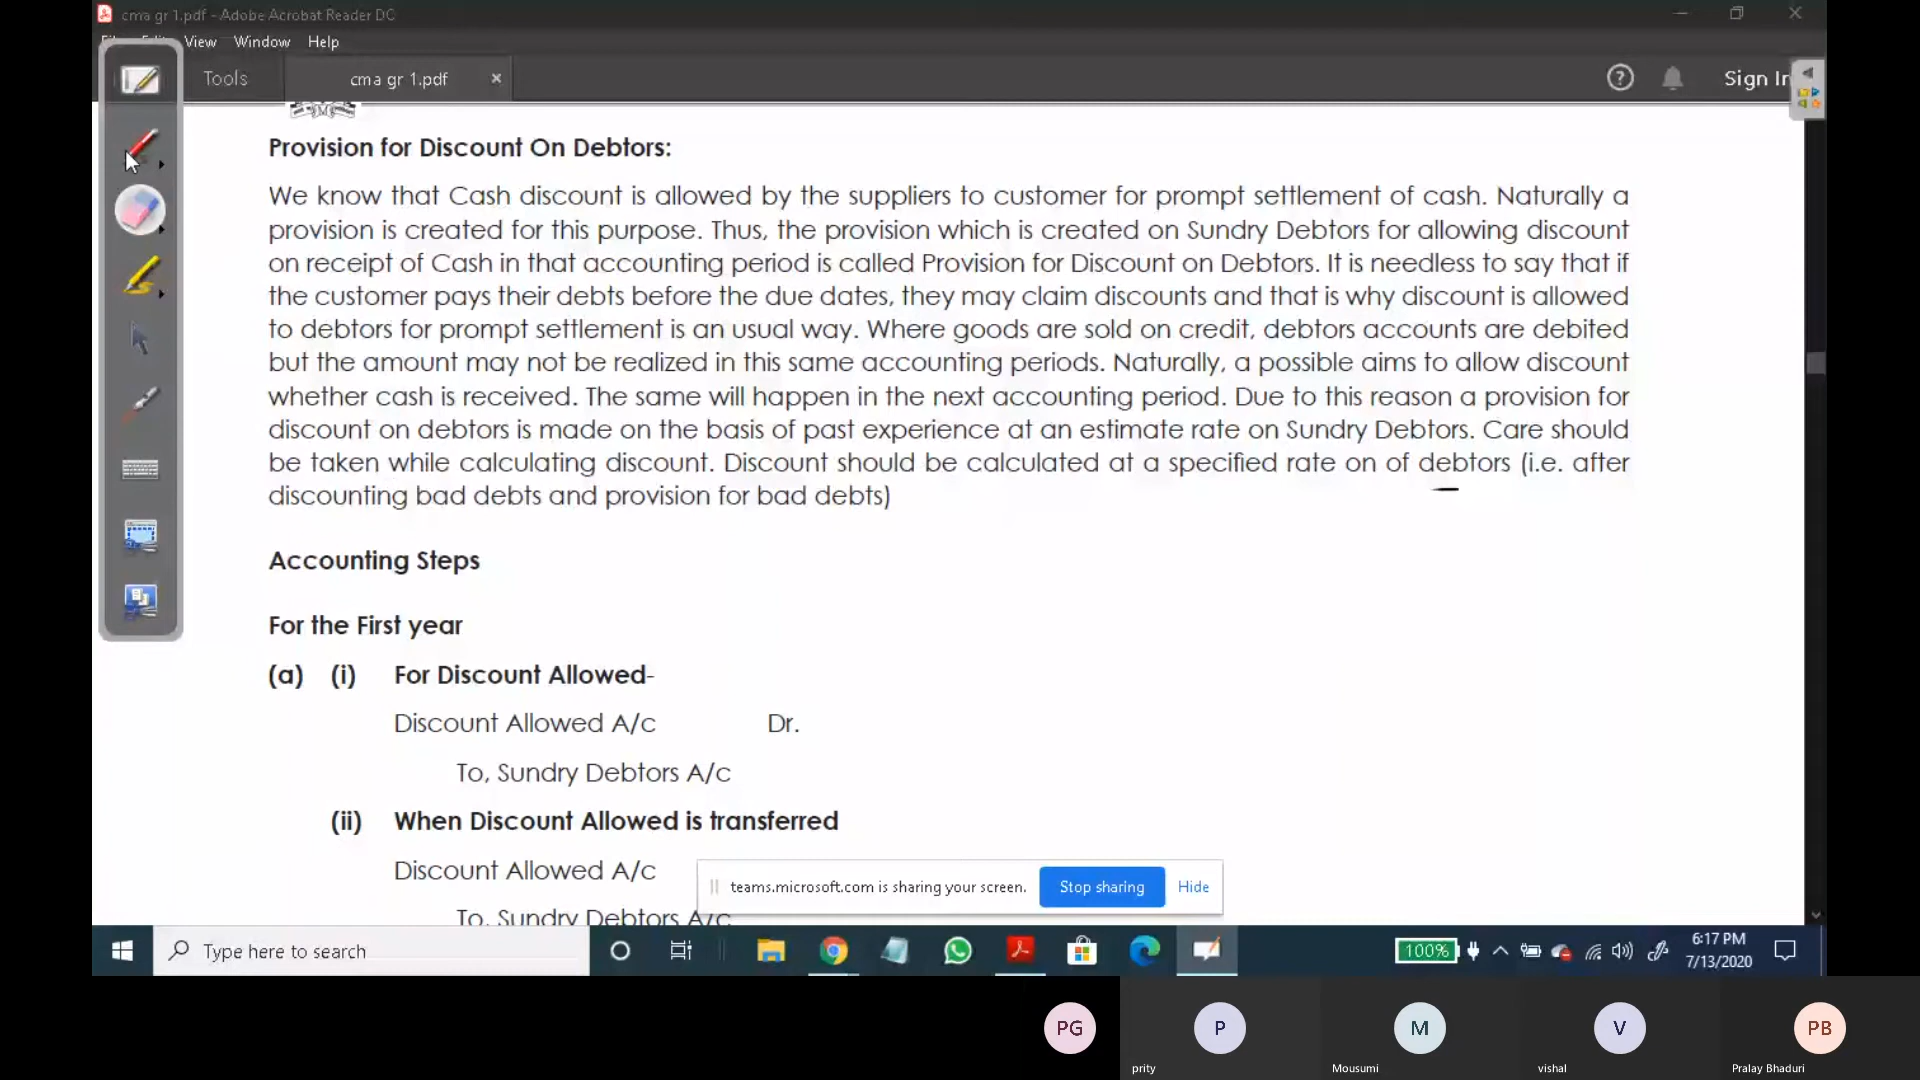 cma gr 1.pdf - Adobe Acrobat Reader DC
View Window Help
Tools cma gr 1.pdf × Sign In
Provision for Discount On Debtors:
We know that Cash discount is allowed by the suppliers to customer for prompt settlement of cash. Naturally a
provision is created for this purpose. Thus, the provision which is created on Sundry Debtors for allowing discount
on receipt of Cash in that accounting period is called Provision for Discount on Debtors. It is needless to say that if
the customer pays their debts before the due dates, they may claim discounts and that is why discount is allowed
to debtors for prompt settlement is an usual way. Where goods are sold on credit, debtors accounts are debited
but the amount may not be realized in this same accounting periods. Naturally, a possible aims to allow discount
whether cash is received. The same will happen in the next accounting period. Due to this reason a provision for
discount on debtors is made on the basis of past experience at an estimate rate on Sundry Debtors. Care should
be taken while calculating discount. Discount should be calculated at a specified rate on of debtors (i.e. after
discounting bad debts and provision for bad debts)
Accounting Steps
For the First year
(a) (i) For Discount Allowed-
Discount Allowed A/c Dr.
To, Sundry Debtors A/c
(ii) When Discount Allowed is transferred
Discount Allowed A/c
To, Sundry Debtors A/c
teams.microsoft.com is sharing your screen. Stop sharing Hide
Type here to search
100%
6:17 PM
7/13/2020
PG P M V PB
prity Mousumi vishal Pralay Bhaduri